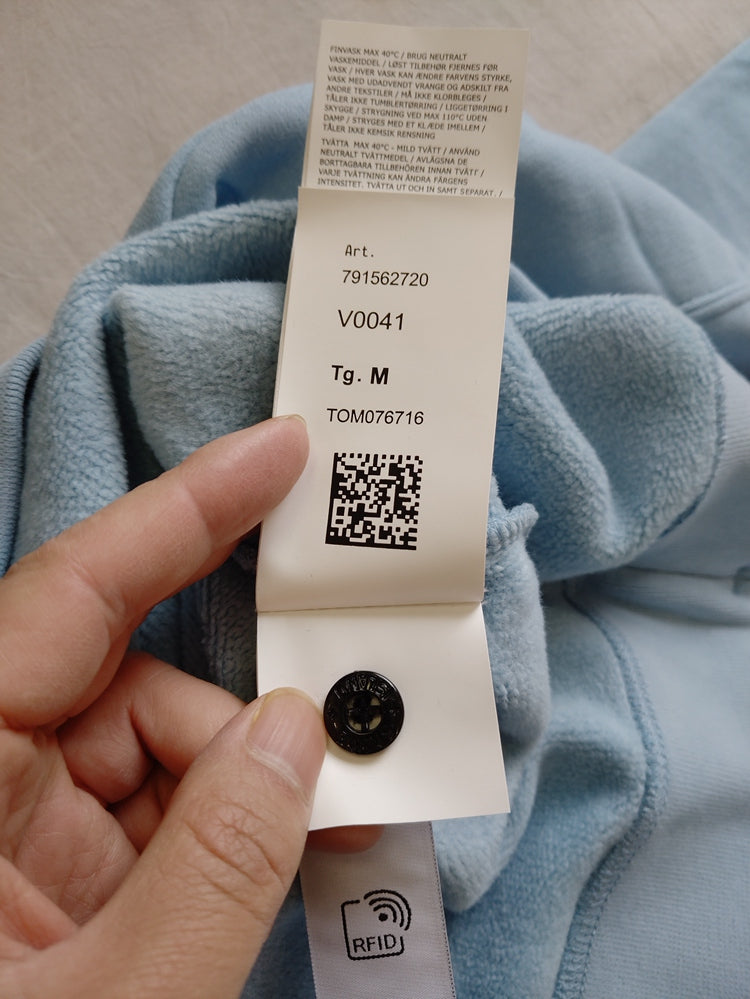 FINVASK MAX 40°C / BRUG NEUTRALT
VASKEMIDDEL / LØST TILBEHØR FJERNES FØR
VASK / HVER VASK KAN ÆNDRE FARVENS STYRKE,
VASK MED UDADVENDT VRANGE OG ADSKILT FRA
ANDRE TEKSTILER / MÅ IKKE KLORBLEGES /
TÅLER IKKE TUMBLERTØRRING / LIGGETØRRING I
SKYGGE / STRYGNING VED MAX 110°C UDEN
DAMP / STRYGES MED ET KLÆDE IMELLEM /
TÅLER IKKE KEMSIK RENSNING
TVÄTTA MAX 40°C - MILD TVÄTT / ANVÄND
NEUTRALT TVÄTTMEDEL / AVLÄGSNA DE
BORTTAGBARA TILLBEHÖREN INNAN TVÄTT /
VARJE TVÄTTNING KAN ÄNDRA FÄRGENS
INTENSITET. TVÄTTA UT OCH IN SAMT SEPARAT. /
Art.
791562720
V0041
Tg. M
TOM076716
RFID